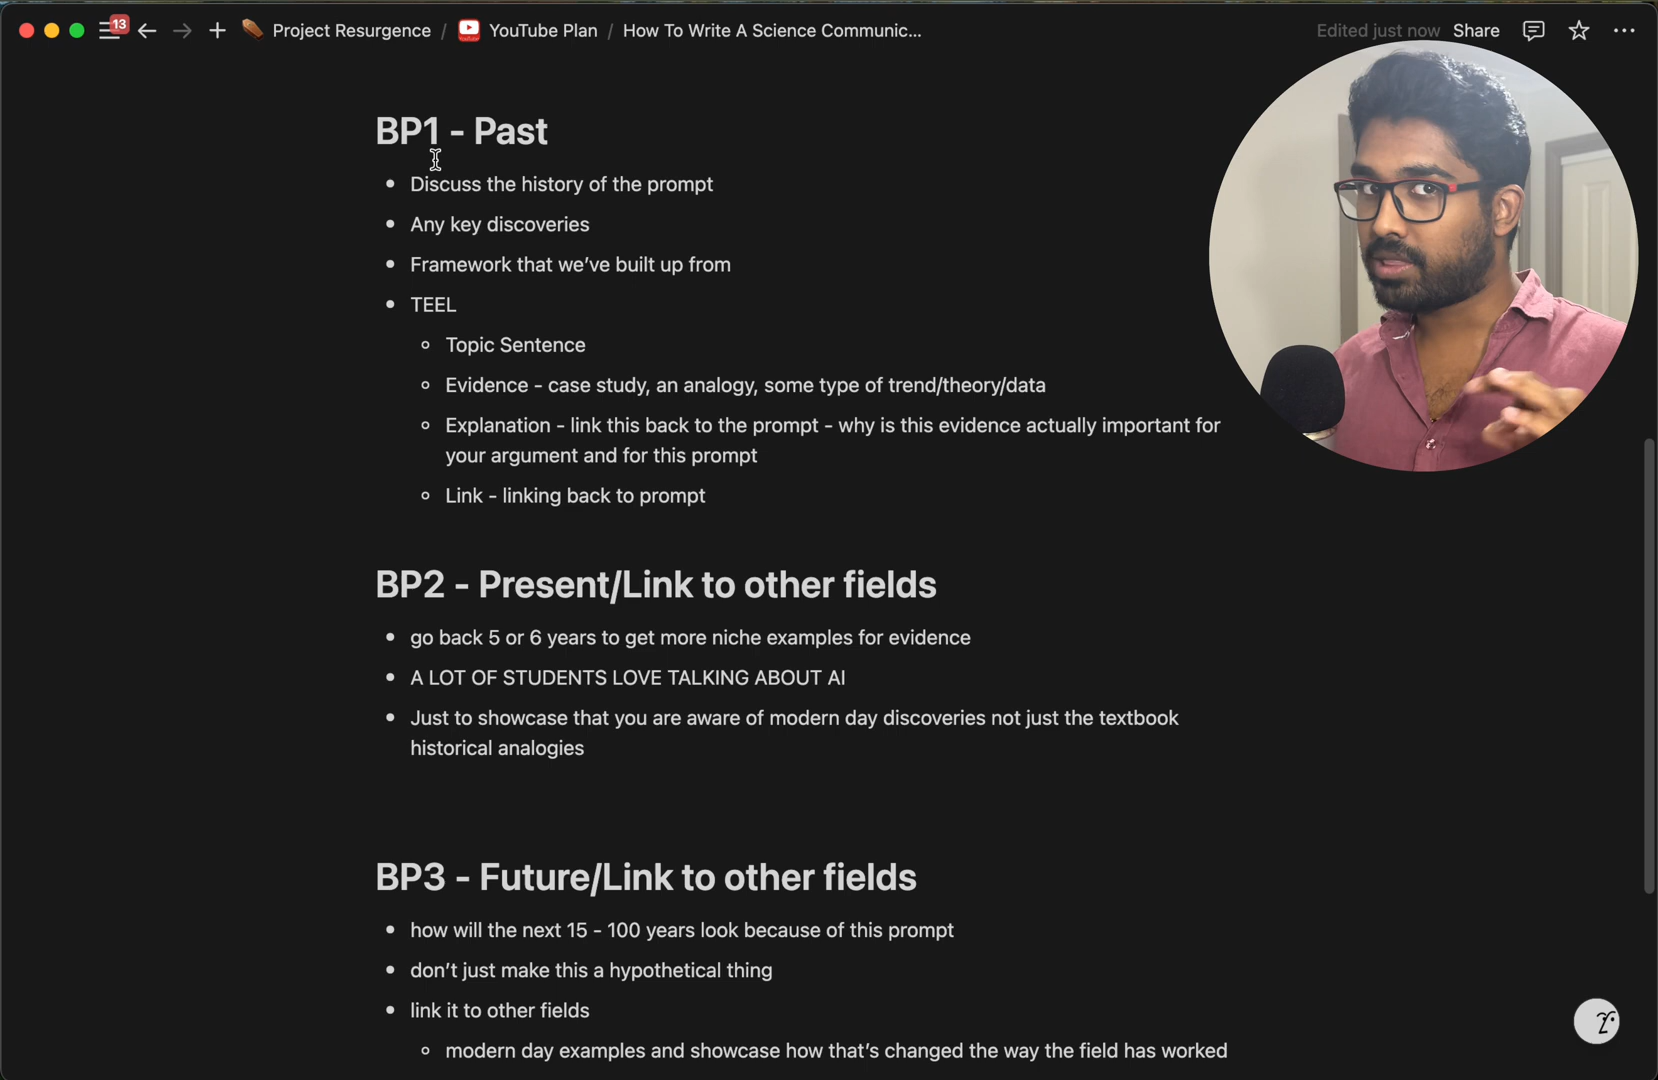 13
Project Resurgence / YouTube Plan / How To Write A Science Communic...
Edited just now Share
BP1 - Past
• Discuss the history of the prompt
• Any key discoveries
• Framework that we’ve built up from
• TEEL
◦ Topic Sentence
◦ Evidence - case study, an analogy, some type of trend/theory/data
◦ Explanation - link this back to the prompt - why is this evidence actually important for
your argument and for this prompt
◦ Link - linking back to prompt
BP2 - Present/Link to other fields
• go back 5 or 6 years to get more niche examples for evidence
• A LOT OF STUDENTS LOVE TALKING ABOUT AI
• Just to showcase that you are aware of modern day discoveries not just the textbook
historical analogies
BP3 - Future/Link to other fields
• how will the next 15 - 100 years look because of this prompt
• don’t just make this a hypothetical thing
• link it to other fields
◦ modern day examples and showcase how that’s changed the way the field has worked